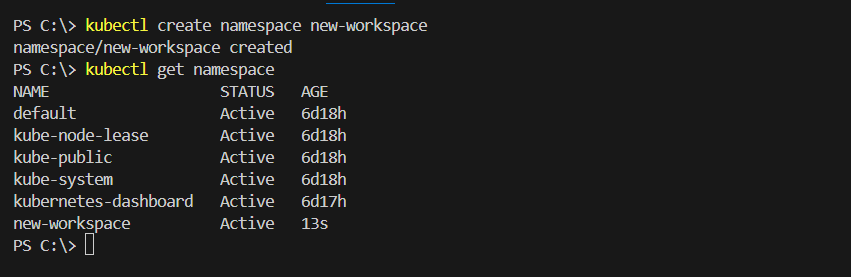 PS C:\> kubectl create namespace new-workspace
namespace/new-workspace created
PS C:\> kubectl get namespace
NAME                   STATUS   AGE
default                Active   6d18h
kube-node-lease        Active   6d18h
kube-public            Active   6d18h
kube-system            Active   6d18h
kubernetes-dashboard   Active   6d17h
new-workspace          Active   13s
PS C:\>